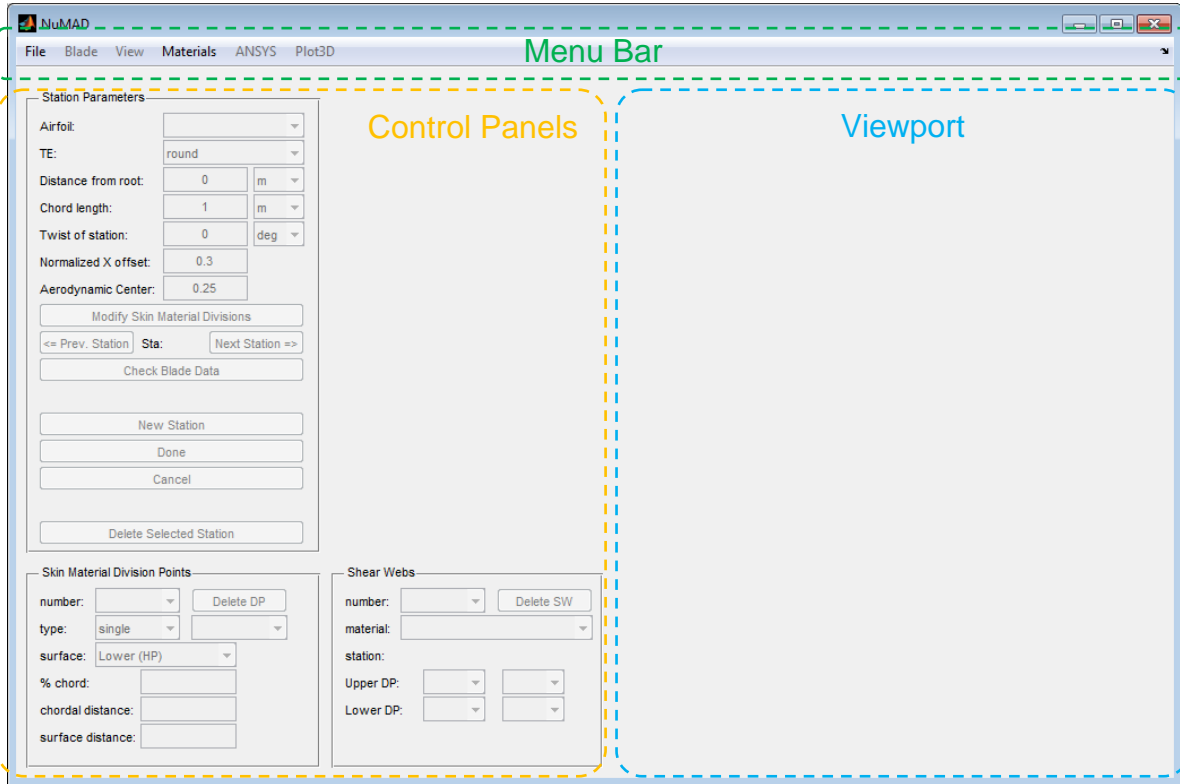 NuMAD
File Blade View Materials ANSYS Plot3D
Menu Bar
Control Panels
Viewport
Station Parameters
Airfoil:
TE: round
Distance from root: 0 m
Chord length: 1 m
Twist of station: 0 deg
Normalized X offset: 0.3
Aerodynamic Center: 0.25
Modify Skin Material Divisions
<= Prev. Station Sta: Next Station =>
Check Blade Data
New Station
Done
Cancel
Delete Selected Station
Skin Material Division Points
number: Delete DP
type: single
surface: Lower (HP)
% chord:
chordal distance:
surface distance:
Shear Webs
number: Delete SW
material:
station:
Upper DP:
Lower DP: